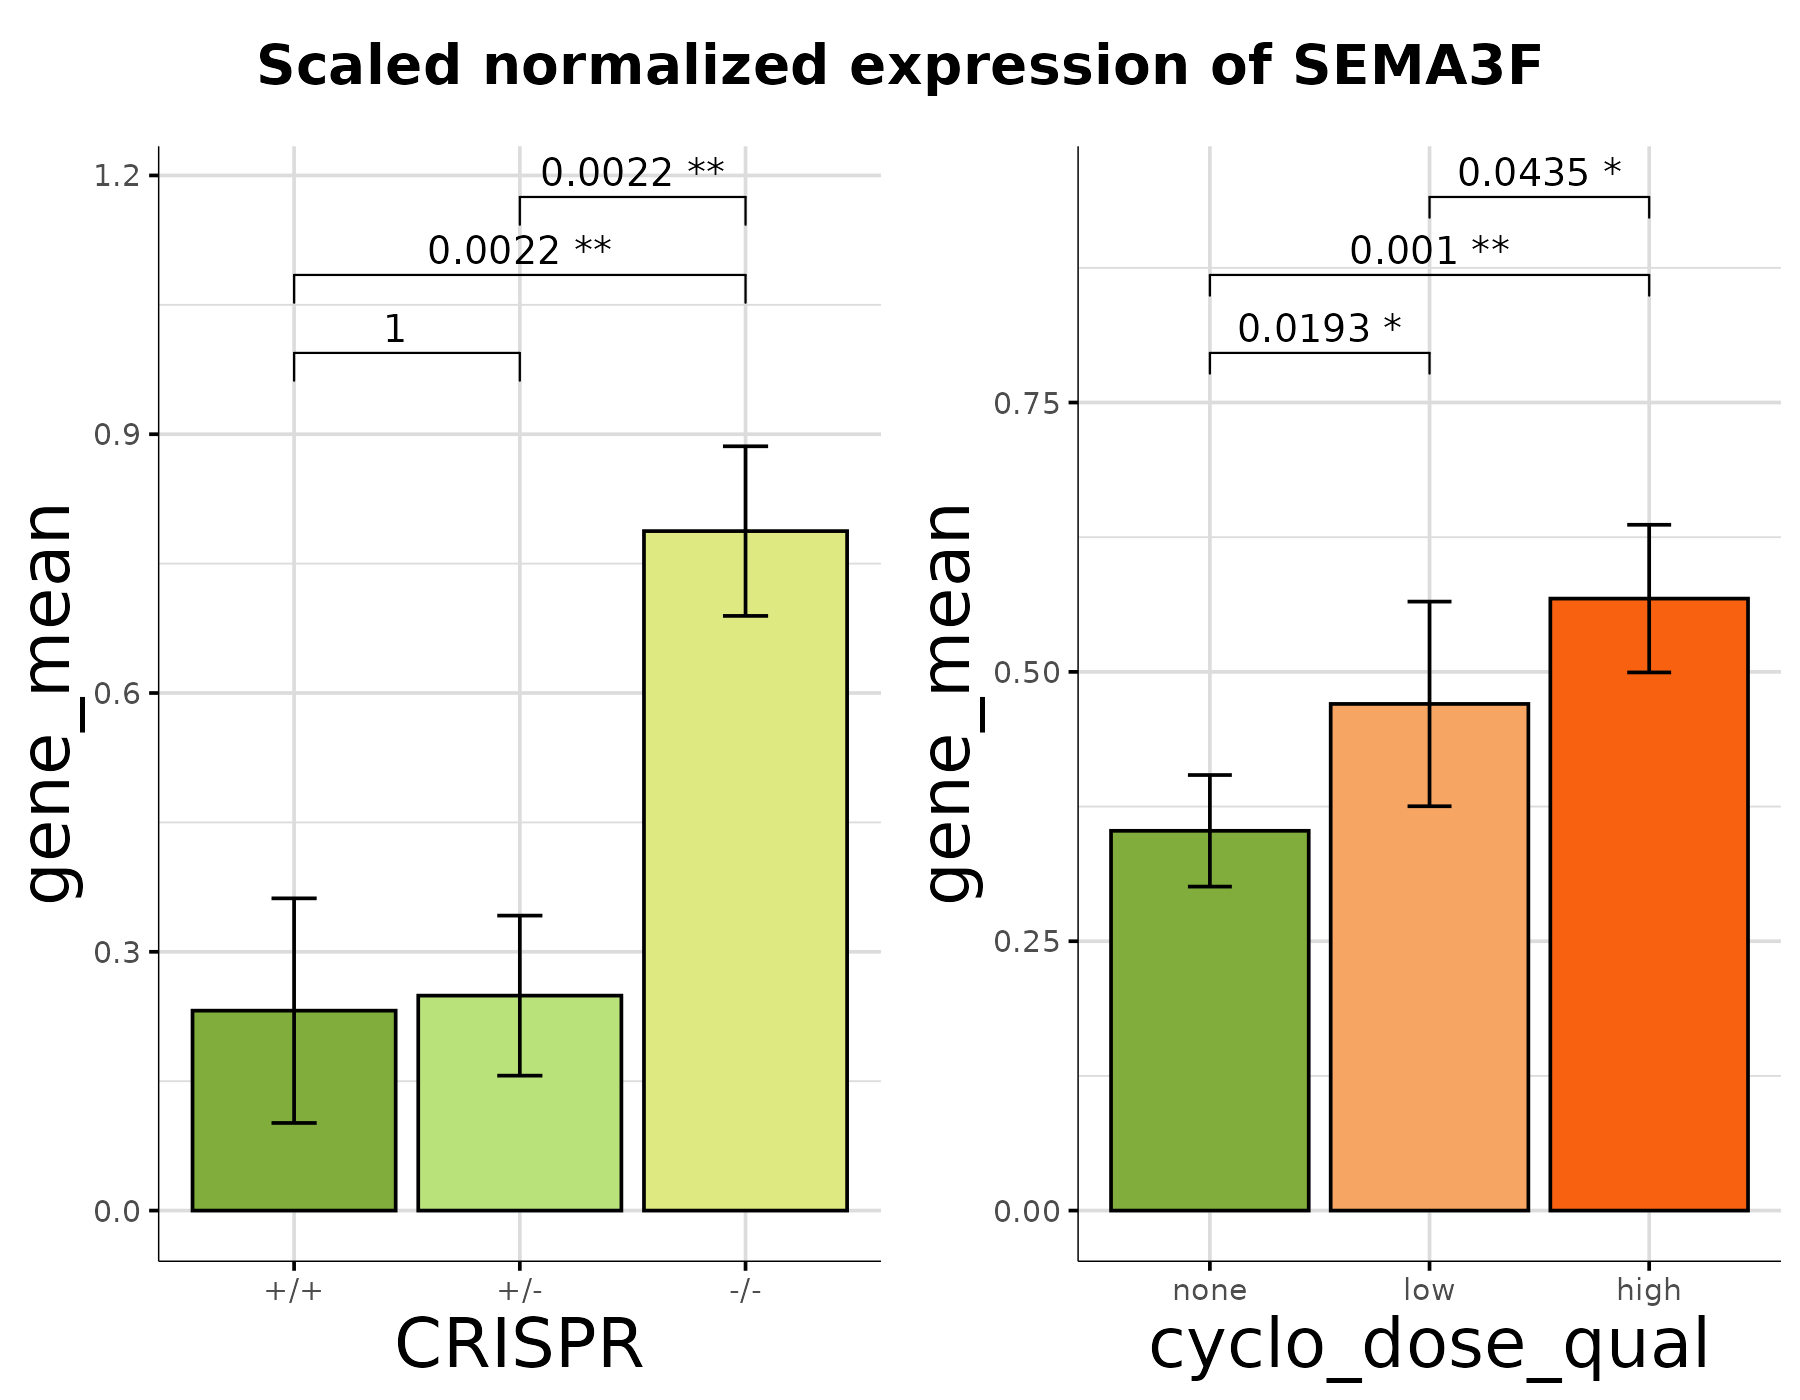 Scaled normalized expression of SEMA3F
gene_mean
1.2
0.9
0.6
0.3
0.0
0.0022 **
0.0022 **
1
+/+ +/- -/-
CRISPR
gene_mean
0.75
0.50
0.25
0.00
0.0435 *
0.001 **
0.0193 *
none low high
cyclo_dose_qual